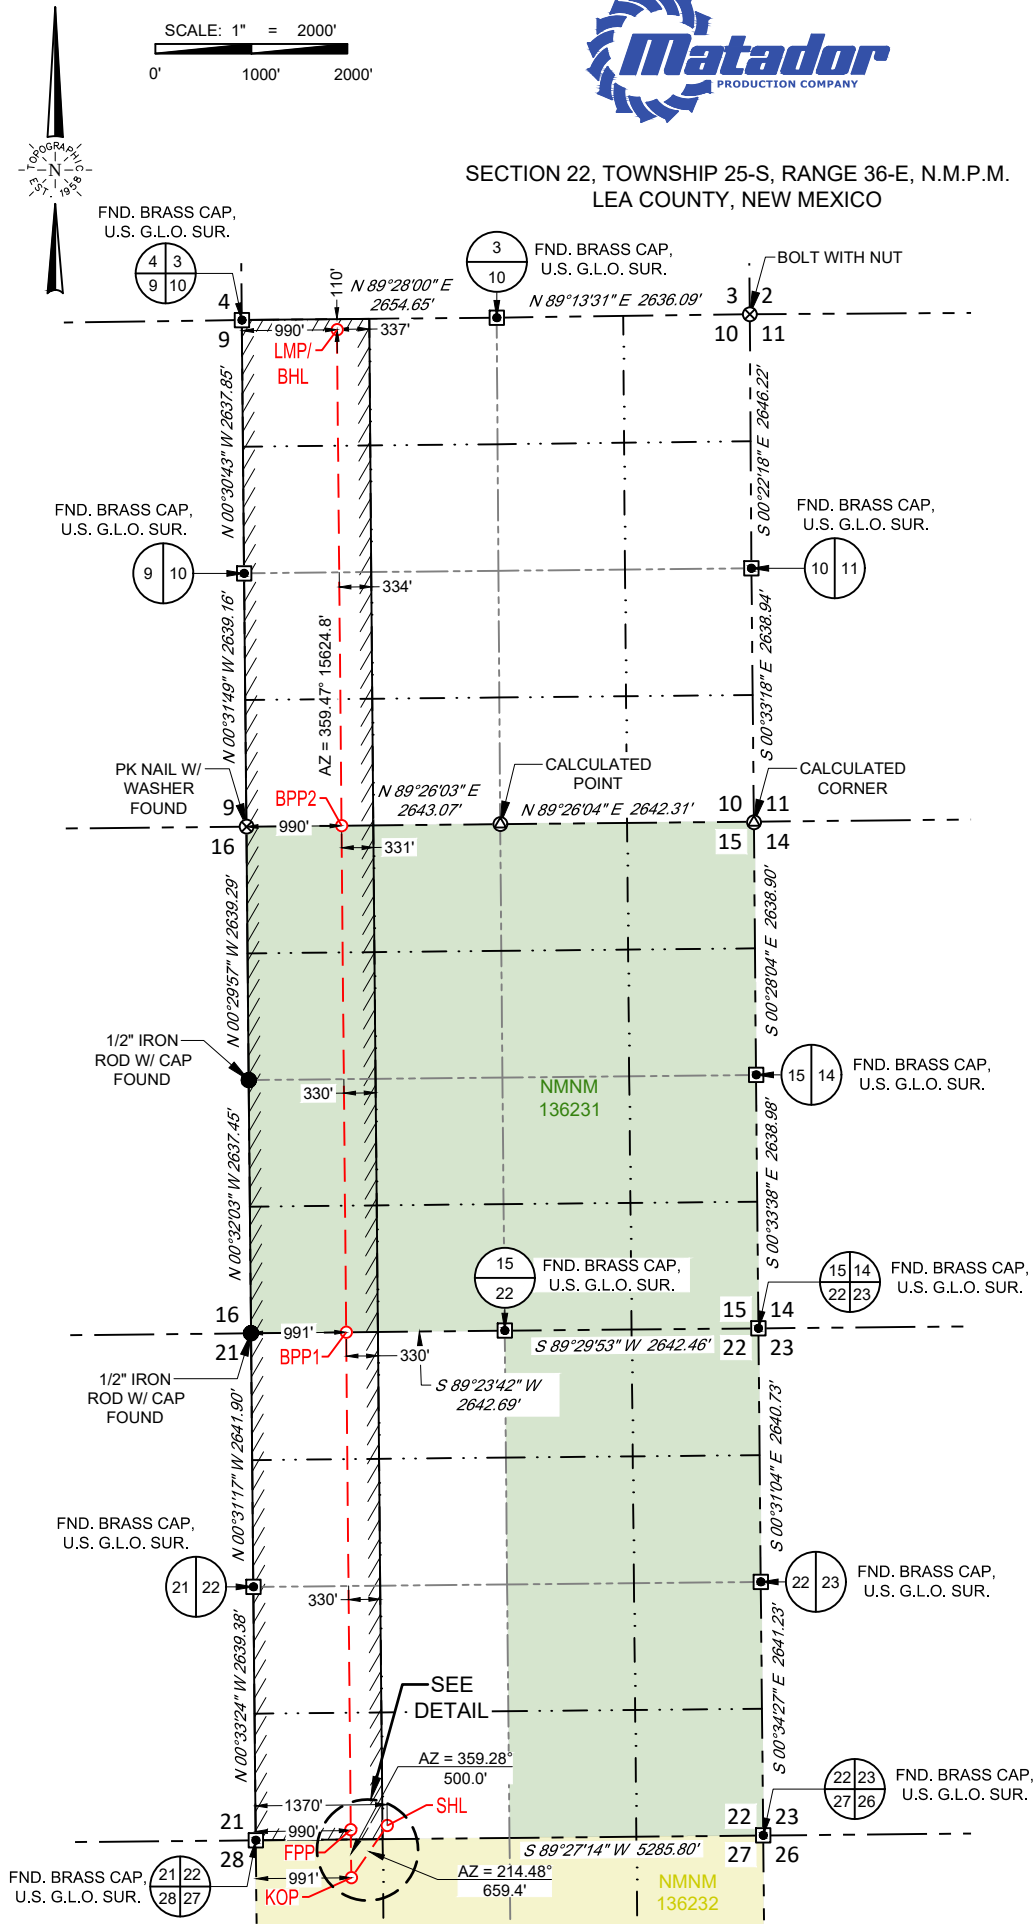 SCALE: 1" = 2000'
0' 1000' 2000'
Matador
PRODUCTION COMPANY
TOPOGRAPHIC
N
EST. 1958
SECTION 22, TOWNSHIP 25-S, RANGE 36-E, N.M.P.M.
LEA COUNTY, NEW MEXICO
FND. BRASS CAP,
U.S. G.L.O. SUR.
4 3
9 10
3
10
FND. BRASS CAP,
U.S. G.L.O. SUR.
BOLT WITH NUT
110'
N 89°28'00" E
2654.65'
N 89°13'31" E 2636.09'
4
9
3 2
10 11
990'
337'
LMP/
BHL
N 00°30'43" W 2637.85'
S 00°22'18" E 2646.22'
FND. BRASS CAP,
U.S. G.L.O. SUR.
9 10
FND. BRASS CAP,
U.S. G.L.O. SUR.
10 11
334'
N 00°31'49" W 2639.16'
AZ = 359.47° 15624.8'
S 00°33'18" E 2638.94'
PK NAIL W/
WASHER
FOUND
9
16
BPP2
990'
N 89°26'03" E
2643.07'
CALCULATED
POINT
N 89°26'04" E 2642.31'
CALCULATED
CORNER
10 11
15 14
331'
N 00°29'57" W 2639.29'
S 00°28'04" E 2638.90'
1/2" IRON
ROD W/ CAP
FOUND
330'
NMNM
136231
15 14
FND. BRASS CAP,
U.S. G.L.O. SUR.
N 00°32'03" W 2637.45'
S 00°33'38" E 2638.98'
15
22
FND. BRASS CAP,
U.S. G.L.O. SUR.
15 14
22 23
FND. BRASS CAP,
U.S. G.L.O. SUR.
16
21
991'
BPP1
330'
15 14
22 23
S 89°29'53" W 2642.46'
S 89°23'42" W
2642.69'
1/2" IRON
ROD W/ CAP
FOUND
N 00°31'17" W 2641.90'
S 00°31'04" E 2640.73'
FND. BRASS CAP,
U.S. G.L.O. SUR.
21 22
330'
22 23
FND. BRASS CAP,
U.S. G.L.O. SUR.
N 00°33'24" W 2639.38'
S 00°34'27" E 2641.23'
SEE
DETAIL
AZ = 359.28°
500.0'
1370'
SHL
22 23
27 26
FND. BRASS CAP,
U.S. G.L.O. SUR.
21
28
990'
FPP
22 23
27 26
S 89°27'14" W 5285.80'
FND. BRASS CAP,
U.S. G.L.O. SUR.
21 22
28 27
991'
KOP
AZ = 214.48°
659.4'
NMNM
136232